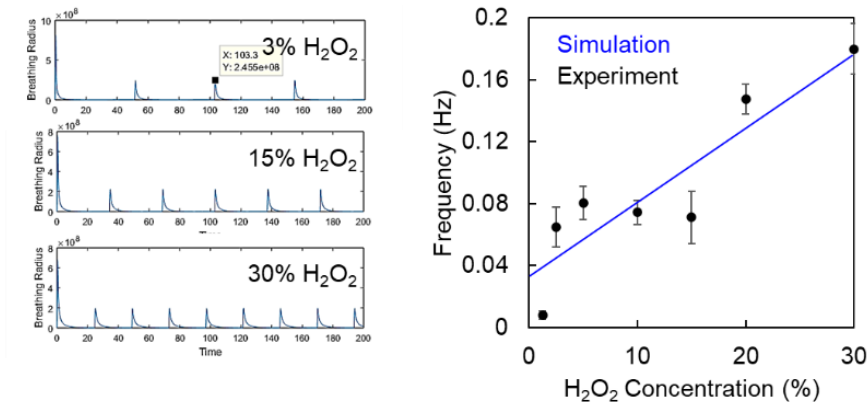 ×10⁸
10
5
0
Breathing Radius
3% H₂O₂
X: 103.3
Y: 2.455e+08
0 20 40 60 80 100 120 140 160 180 200
×10⁸
8
6
4
2
0
Breathing Radius
15% H₂O₂
0 20 40 60 80 100 120 140 160 180 200
×10⁸
8
6
4
2
0
Breathing Radius
30% H₂O₂
0 20 40 60 80 100 120 140 160 180 200
Time
0.2
0.16
0.12
0.08
0.04
0
Frequency (Hz)
Simulation
Experiment
0 10 20 30
H₂O₂ Concentration (%)